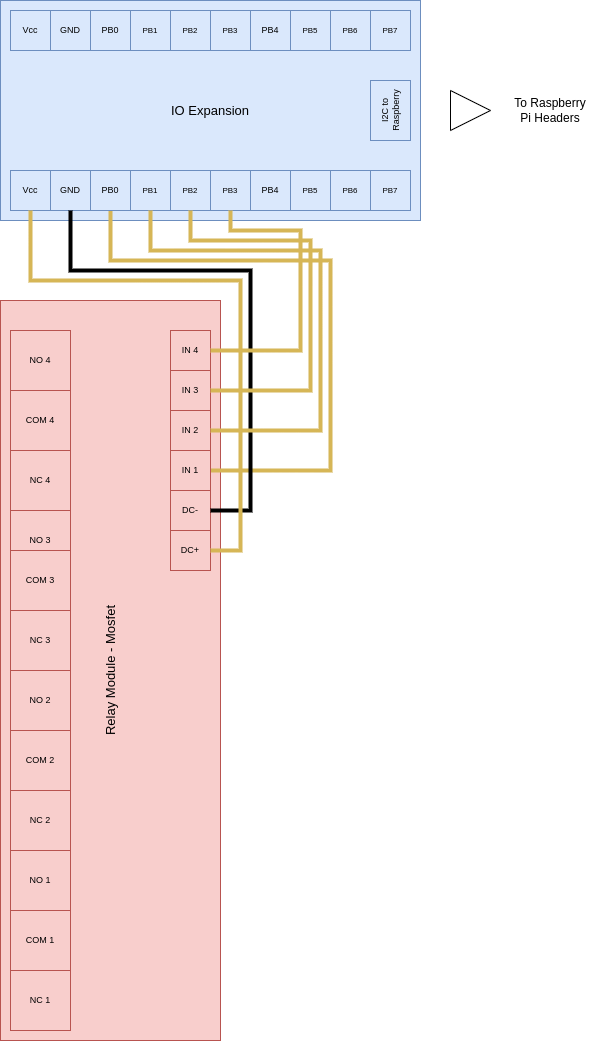 Vcc GND PB0 PB1 PB2 PB3 PB4 PB5 PB6 PB7
IO Expansion
I2C to
Raspberry
To Raspberry
Pi Headers
Vcc GND PB0 PB1 PB2 PB3 PB4 PB5 PB6 PB7
NO 4
COM 4
NC 4
NO 3
COM 3
NC 3
NO 2
COM 2
NC 2
NO 1
COM 1
NC 1
Relay Module - Mosfet
IN 4
IN 3
IN 2
IN 1
DC-
DC+